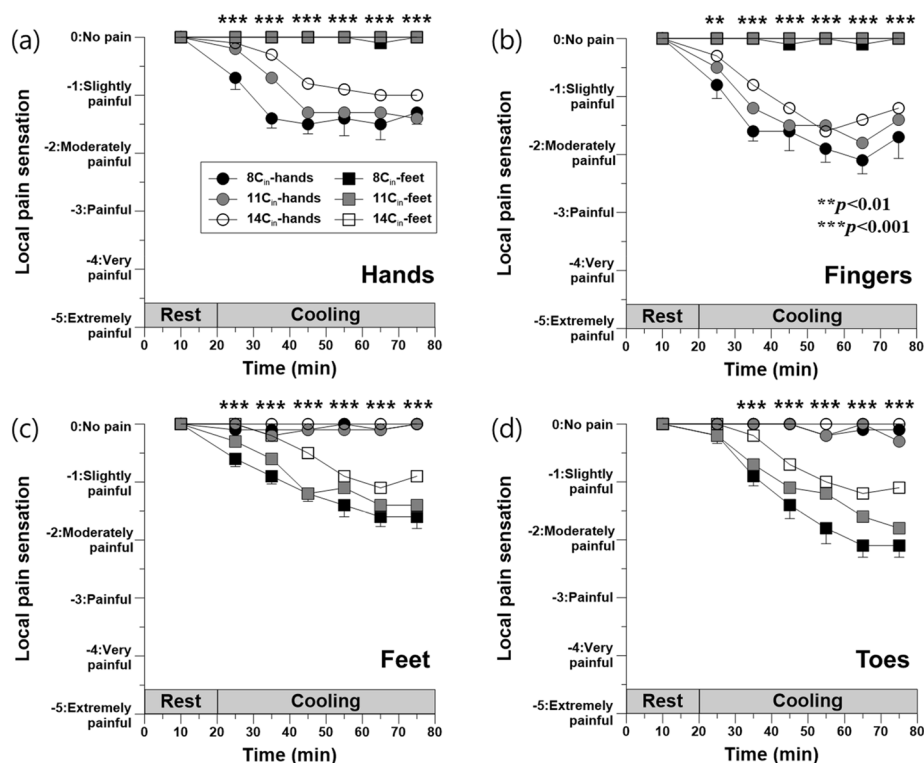 (a)
*** *** *** *** *** ***
0:No pain
-1:Slightly
painful
-2:Moderately
painful
-3:Painful
-4:Very
painful
-5:Extremely
painful
Local pain sensation
8Cin-hands 8Cin-feet
11Cin-hands 11Cin-feet
14Cin-hands 14Cin-feet
Hands
Rest Cooling
0 10 20 30 40 50 60 70 80
Time (min)
(b)
** *** *** *** *** ***
0:No pain
-1:Slightly
painful
-2:Moderately
painful
-3:Painful
-4:Very
painful
-5:Extremely
painful
Local pain sensation
**p<0.01
***p<0.001
Fingers
Rest Cooling
0 10 20 30 40 50 60 70 80
Time (min)
(c)
*** *** *** *** *** ***
0:No pain
-1:Slightly
painful
-2:Moderately
painful
-3:Painful
-4:Very
painful
-5:Extremely
painful
Local pain sensation
Feet
Rest Cooling
0 10 20 30 40 50 60 70 80
Time (min)
(d)
*** *** *** *** ***
0:No pain
-1:Slightly
painful
-2:Moderately
painful
-3:Painful
-4:Very
painful
-5:Extremely
painful
Local pain sensation
Toes
Rest Cooling
0 10 20 30 40 50 60 70 80
Time (min)